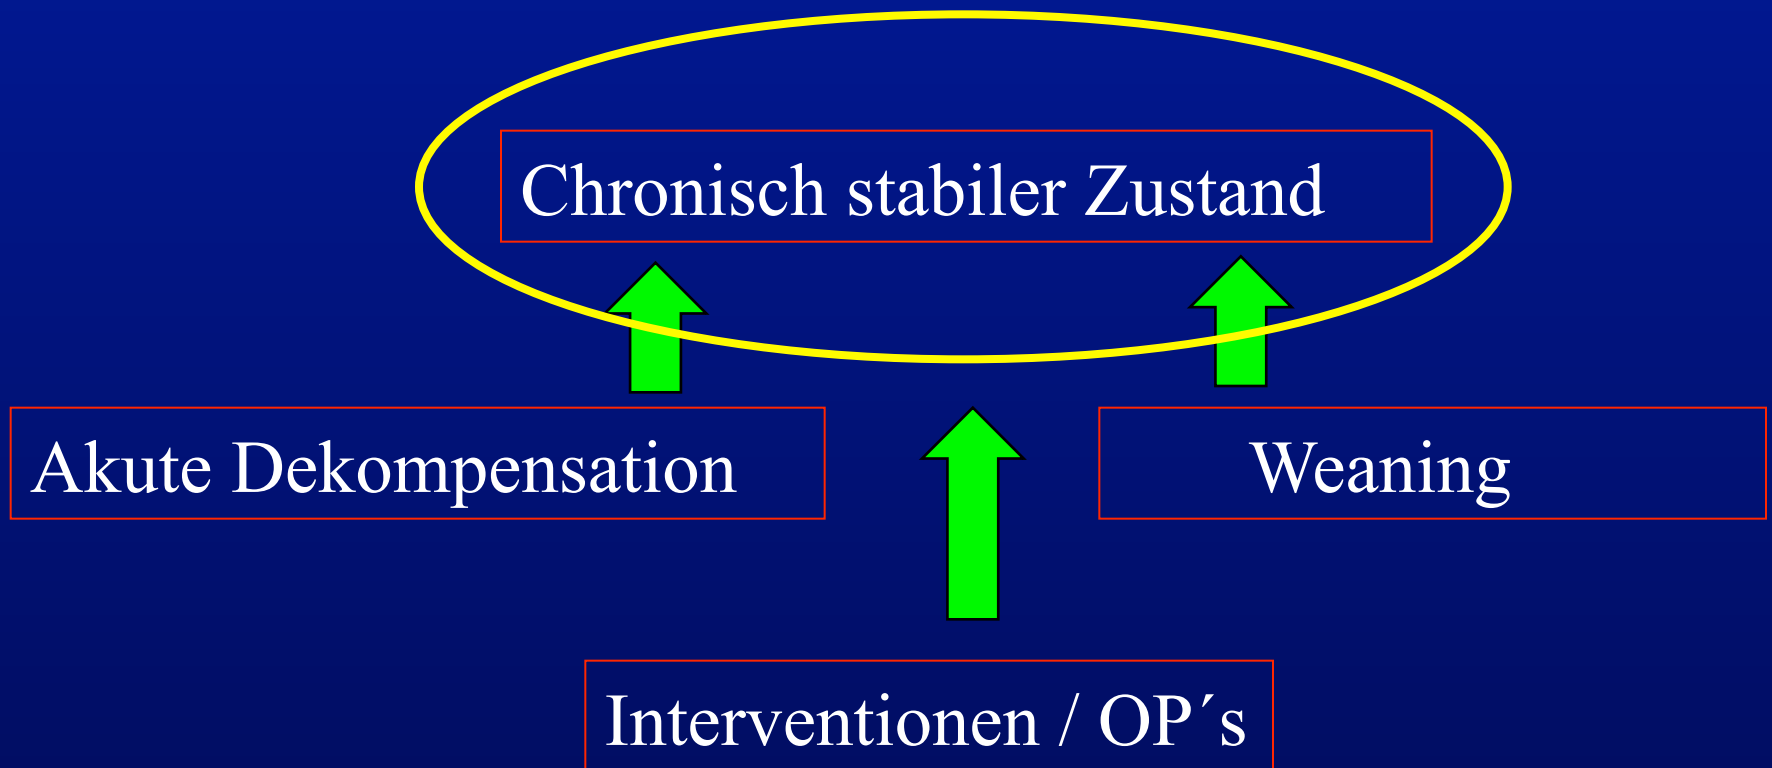 Chronisch stabiler Zustand
Akute Dekompensation
Weaning
Interventionen / OP´s